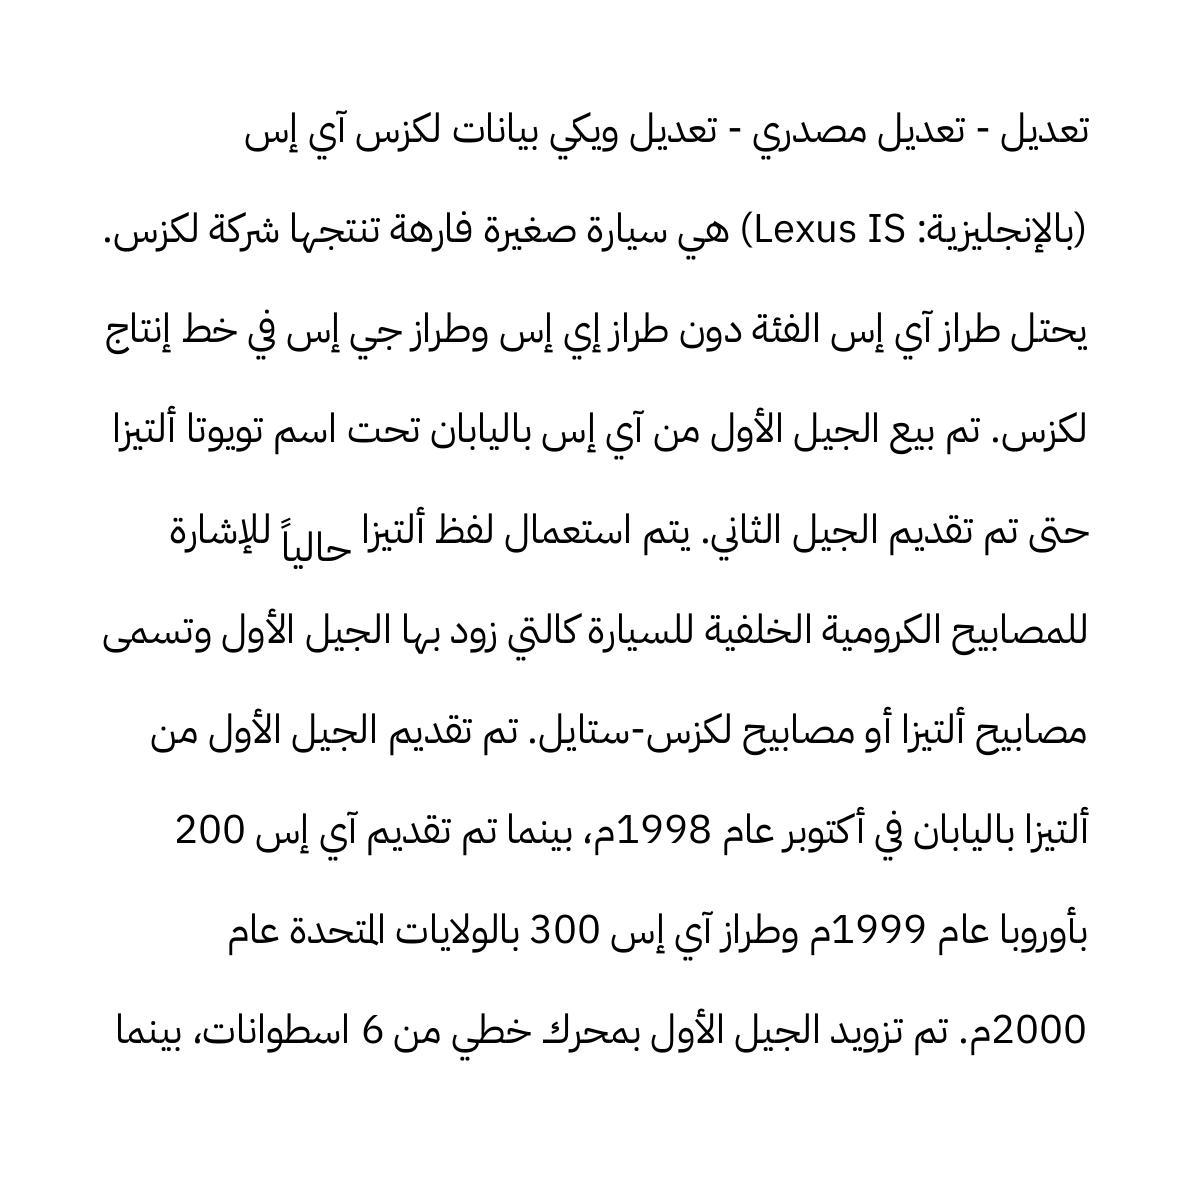 تعديل - تعديل مصدري - تعديل ويكي بيانات لكزس آي إس
(بالإنجليزية: Lexus IS) هي سيارة صغيرة فارهة تنتجها شركة لكزس.
يحتل طراز آي إس الفئة دون طراز إي إس وطراز جي إس في خط إنتاج
لكزس. تم بيع الجيل الأول من آي إس باليابان تحت اسم تويوتا ألتيزا
حتى تم تقديم الجيل الثاني. يتم استعمال لفظ ألتيزا حالياً للإشارة
للمصابيح الكرومية الخلفية للسيارة كالتي زود بها الجيل الأول وتسمى
مصابيح ألتيزا أو مصابيح لكزس-ستايل. تم تقديم الجيل الأول من
ألتيزا باليابان في أكتوبر عام 1998م، بينما تم تقديم آي إس 200
بأوروبا عام 1999م وطراز آي إس 300 بالولايات المتحدة عام
2000م. تم تزويد الجيل الأول بمحرك خطي من 6 اسطوانات، بينما